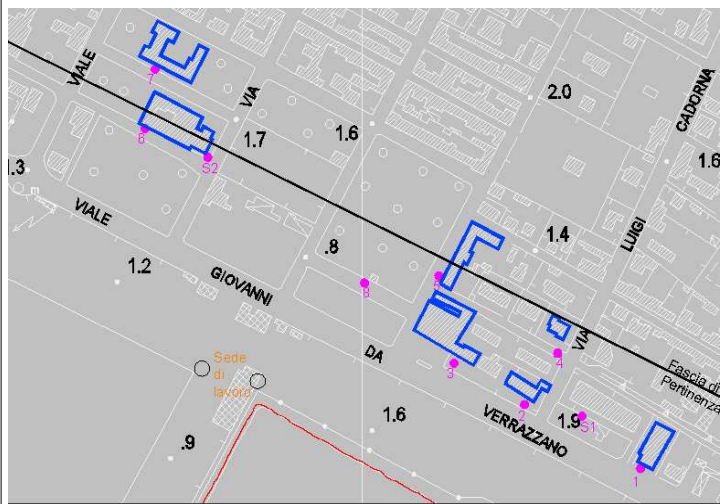 VIALE
7
VIA
2.0
CADORNA
6
1.7
1.6
1.6
S2
1.3
VIALE
LUIGI
1.4
.8
1.2
GIOVANNI
8
5
VIA
DA
4
Fascia di
Pertinenza
Sede
di
lavoro
3
2
VERRAZZANO
1.6
1.9
S1
.9
1